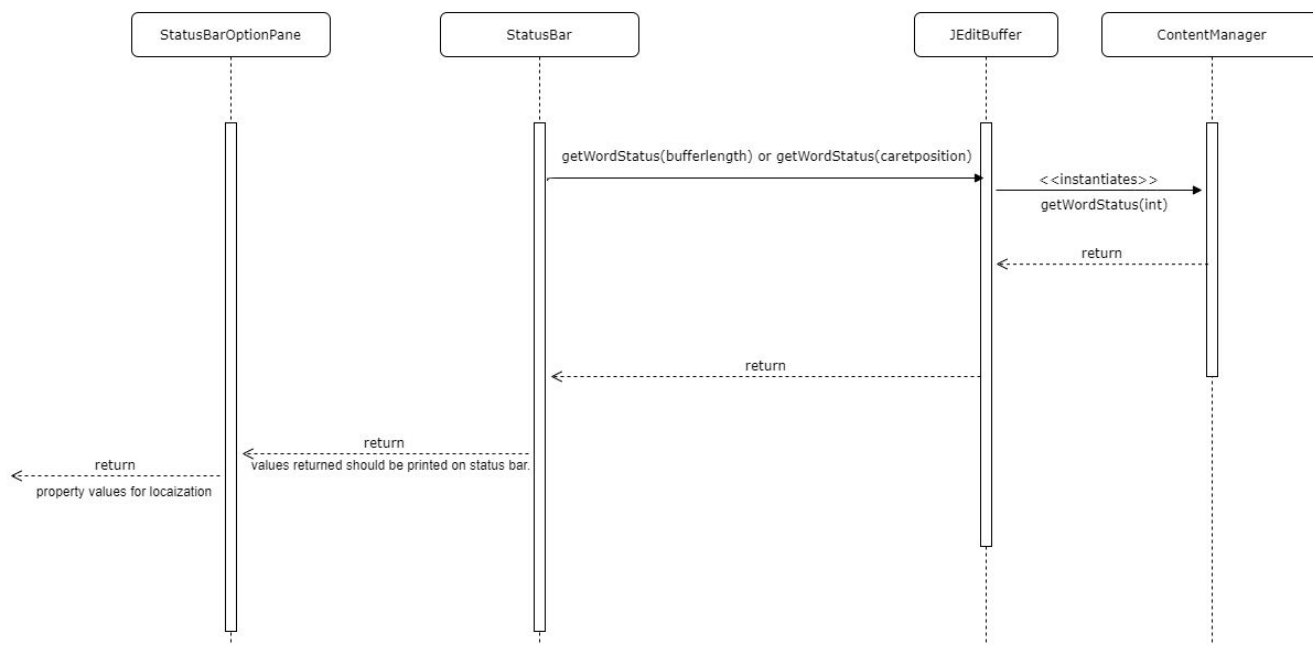 StatusBarOptionPane
StatusBar
JEditBuffer
ContentManager
getWordStatus(bufferlength) or getWordStatus(caretposition)
<<instantiates>>
getWordStatus(int)
return
return
return
values returned should be printed on status bar.
return
property values for locaization